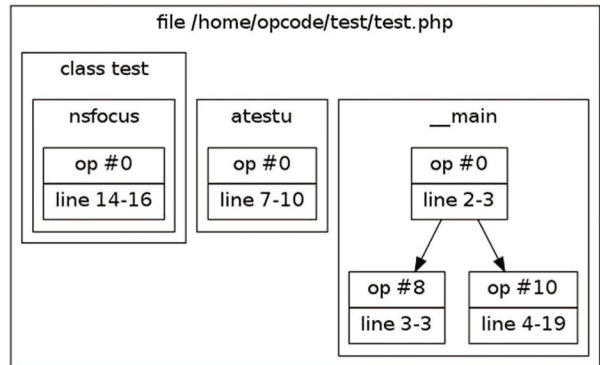 file /home/opcode/test/test.php
class test
nsfocus
op #0
line 14-16
atestu
op #0
line 7-10
__main
op #0
line 2-3
op #8
line 3-3
op #10
line 4-19